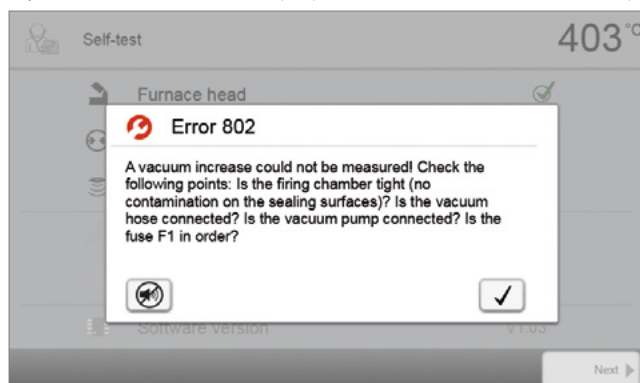 Self-test
403 °C
Furnace head
Error 802
A vacuum increase could not be measured! Check the
following points: Is the firing chamber tight (no
contamination on the sealing surfaces)? Is the vacuum
hose connected? Is the vacuum pump connected? Is the
fuse F1 in order?
Software version
V1.03
Next